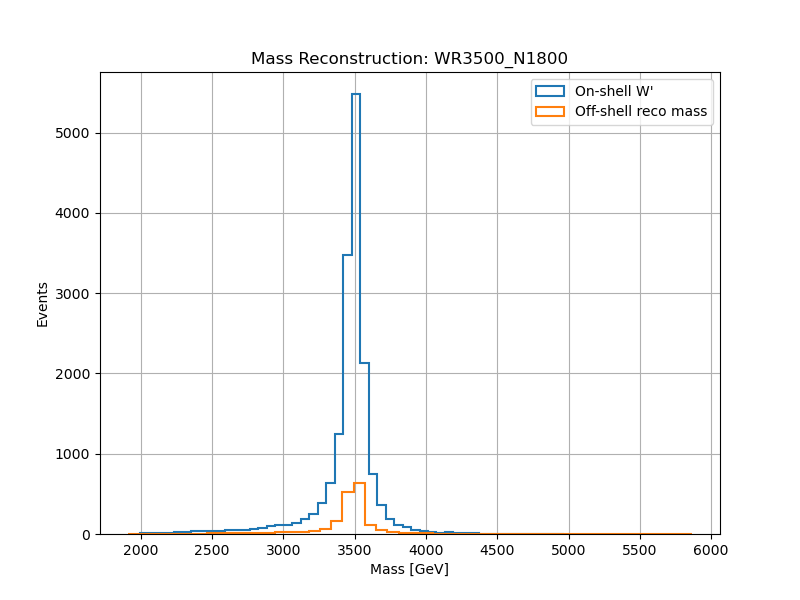 Mass Reconstruction: WR3500_N1800
On-shell W'
Off-shell reco mass
5000
4000
3000
2000
1000
0
Events
2000 2500 3000 3500 4000 4500 5000 5500 6000
Mass [GeV]